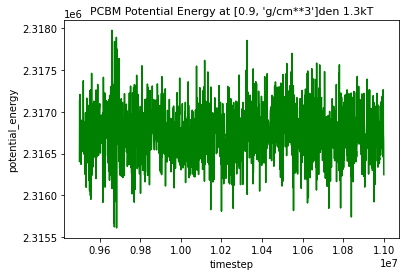 PCBM Potential Energy at [0.9, 'g/cm**3']den 1.3kT
1e6
2.3180
2.3175
2.3170
2.3165
2.3160
2.3155
potential_energy
0.96 0.98 1.00 1.02 1.04 1.06 1.08 1.10
timestep
1e7